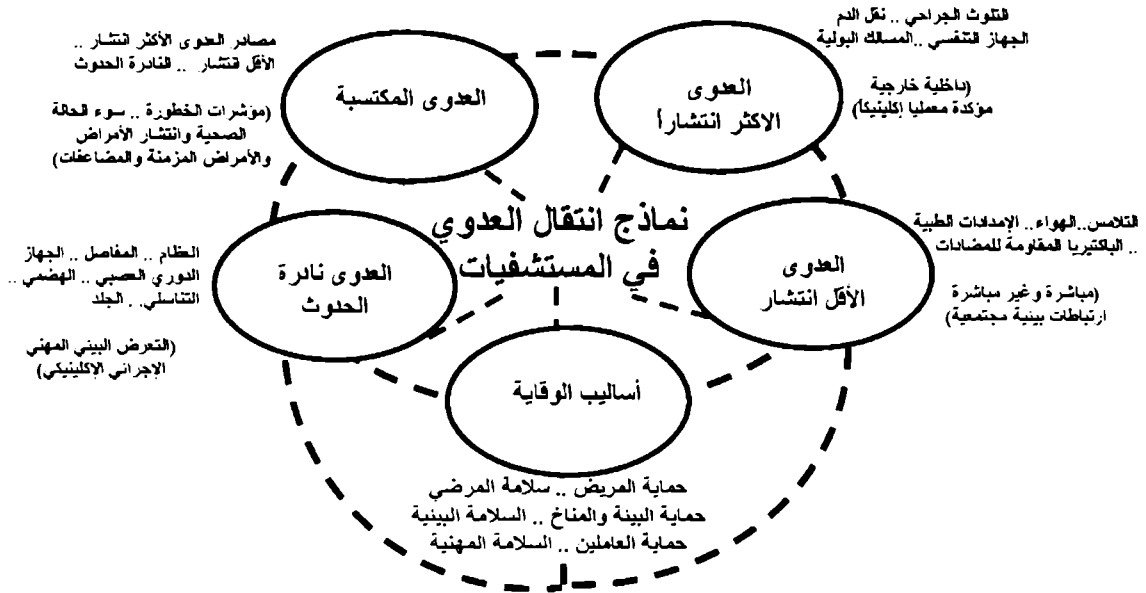 التلوث الجراحي .. نقل الدم
الجهاز التنفسي ..المسالك البولية
(داخلية خارجية
مؤكدة معمليا إكلينيكاً)
العدوى
الاكثر انتشاراً
مصادر العدوى الأكثر انتشار ..
الأقل انتشار .. النادرة الحدوث
(مؤشرات الخطورة .. سوء الحالة
الصحية وانتشار الأمراض
والأمراض المزمنة والمضاعفات)
العدوى المكتسبة
نماذج انتقال العدوي
في المستشفيات
التلامس..الهواء.. الإمدادات الطبية
.. الباكتيريا المقاومة للمضادات
(مباشرة وغير مباشرة
ارتباطات بيئية مجتمعية)
العدوى
الأقل انتشار
العدوى نادرة
الحدوث
العظام .. المفاصل .. الجهاز
الدوري العصبي .. الهضمي ..
التناسلي. . الجلد
(التعرض البيئي المهني
الإجرائي الإكلينيكي)
أساليب الوقاية
حماية المريض .. سلامة المرضي
حماية البيئة والمناخ .. السلامة البيئية
حماية العاملين .. السلامة المهنية